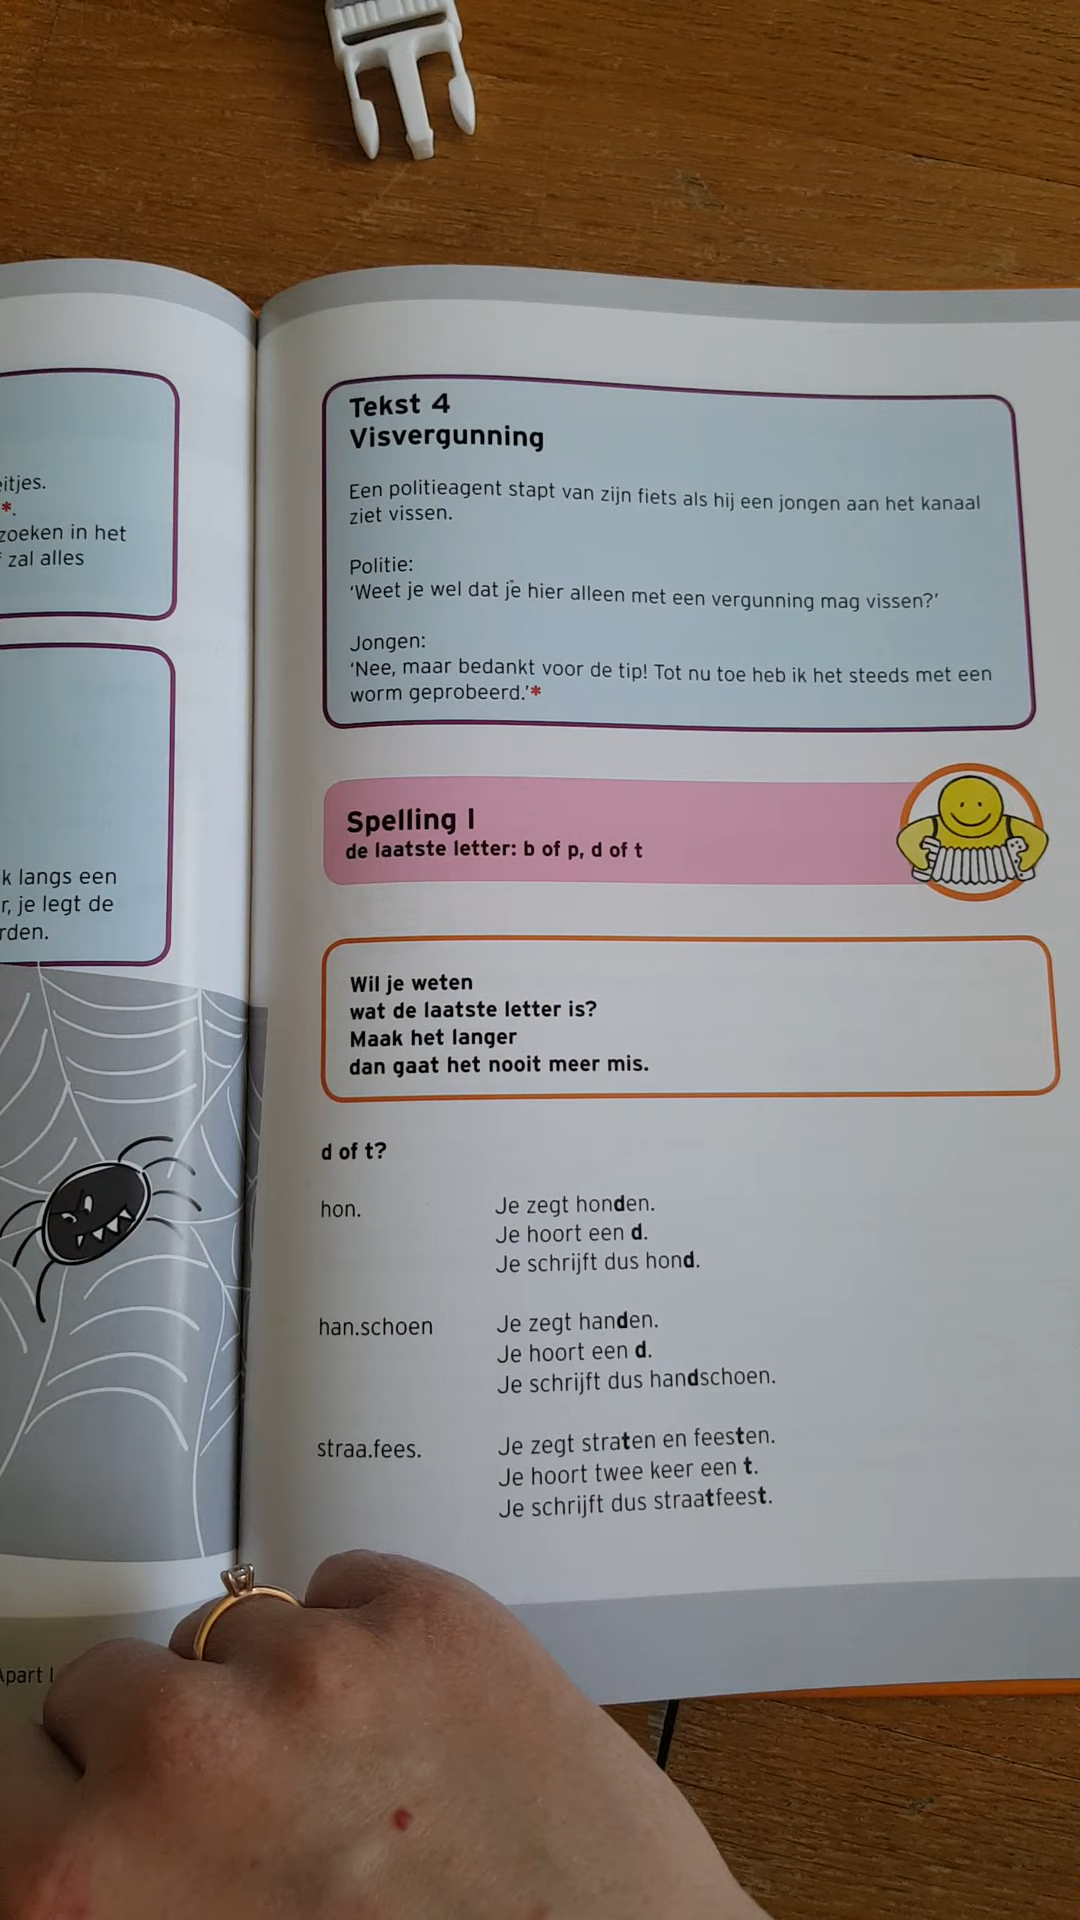 eitjes.
*.
zoeken in het
zal alles
k langs een
r, je legt de
rden.
Apart I
Tekst 4
Visvergunning
Een politieagent stapt van zijn fiets als hij een jongen aan het kanaal
ziet vissen.
Politie:
'Weet je wel dat je hier alleen met een vergunning mag vissen?'
Jongen:
'Nee, maar bedankt voor de tip! Tot nu toe heb ik het steeds met een
worm geprobeerd.'*
Spelling I
de laatste letter: b of p, d of t
Wil je weten
wat de laatste letter is?
Maak het langer
dan gaat het nooit meer mis.
d of t?
hon. Je zegt honden.
Je hoort een d.
Je schrijft dus hond.
han.schoen Je zegt handen.
Je hoort een d.
Je schrijft dus handschoen.
straa.fees. Je zegt straten en feesten.
Je hoort twee keer een t.
Je schrijft dus straatfeest.